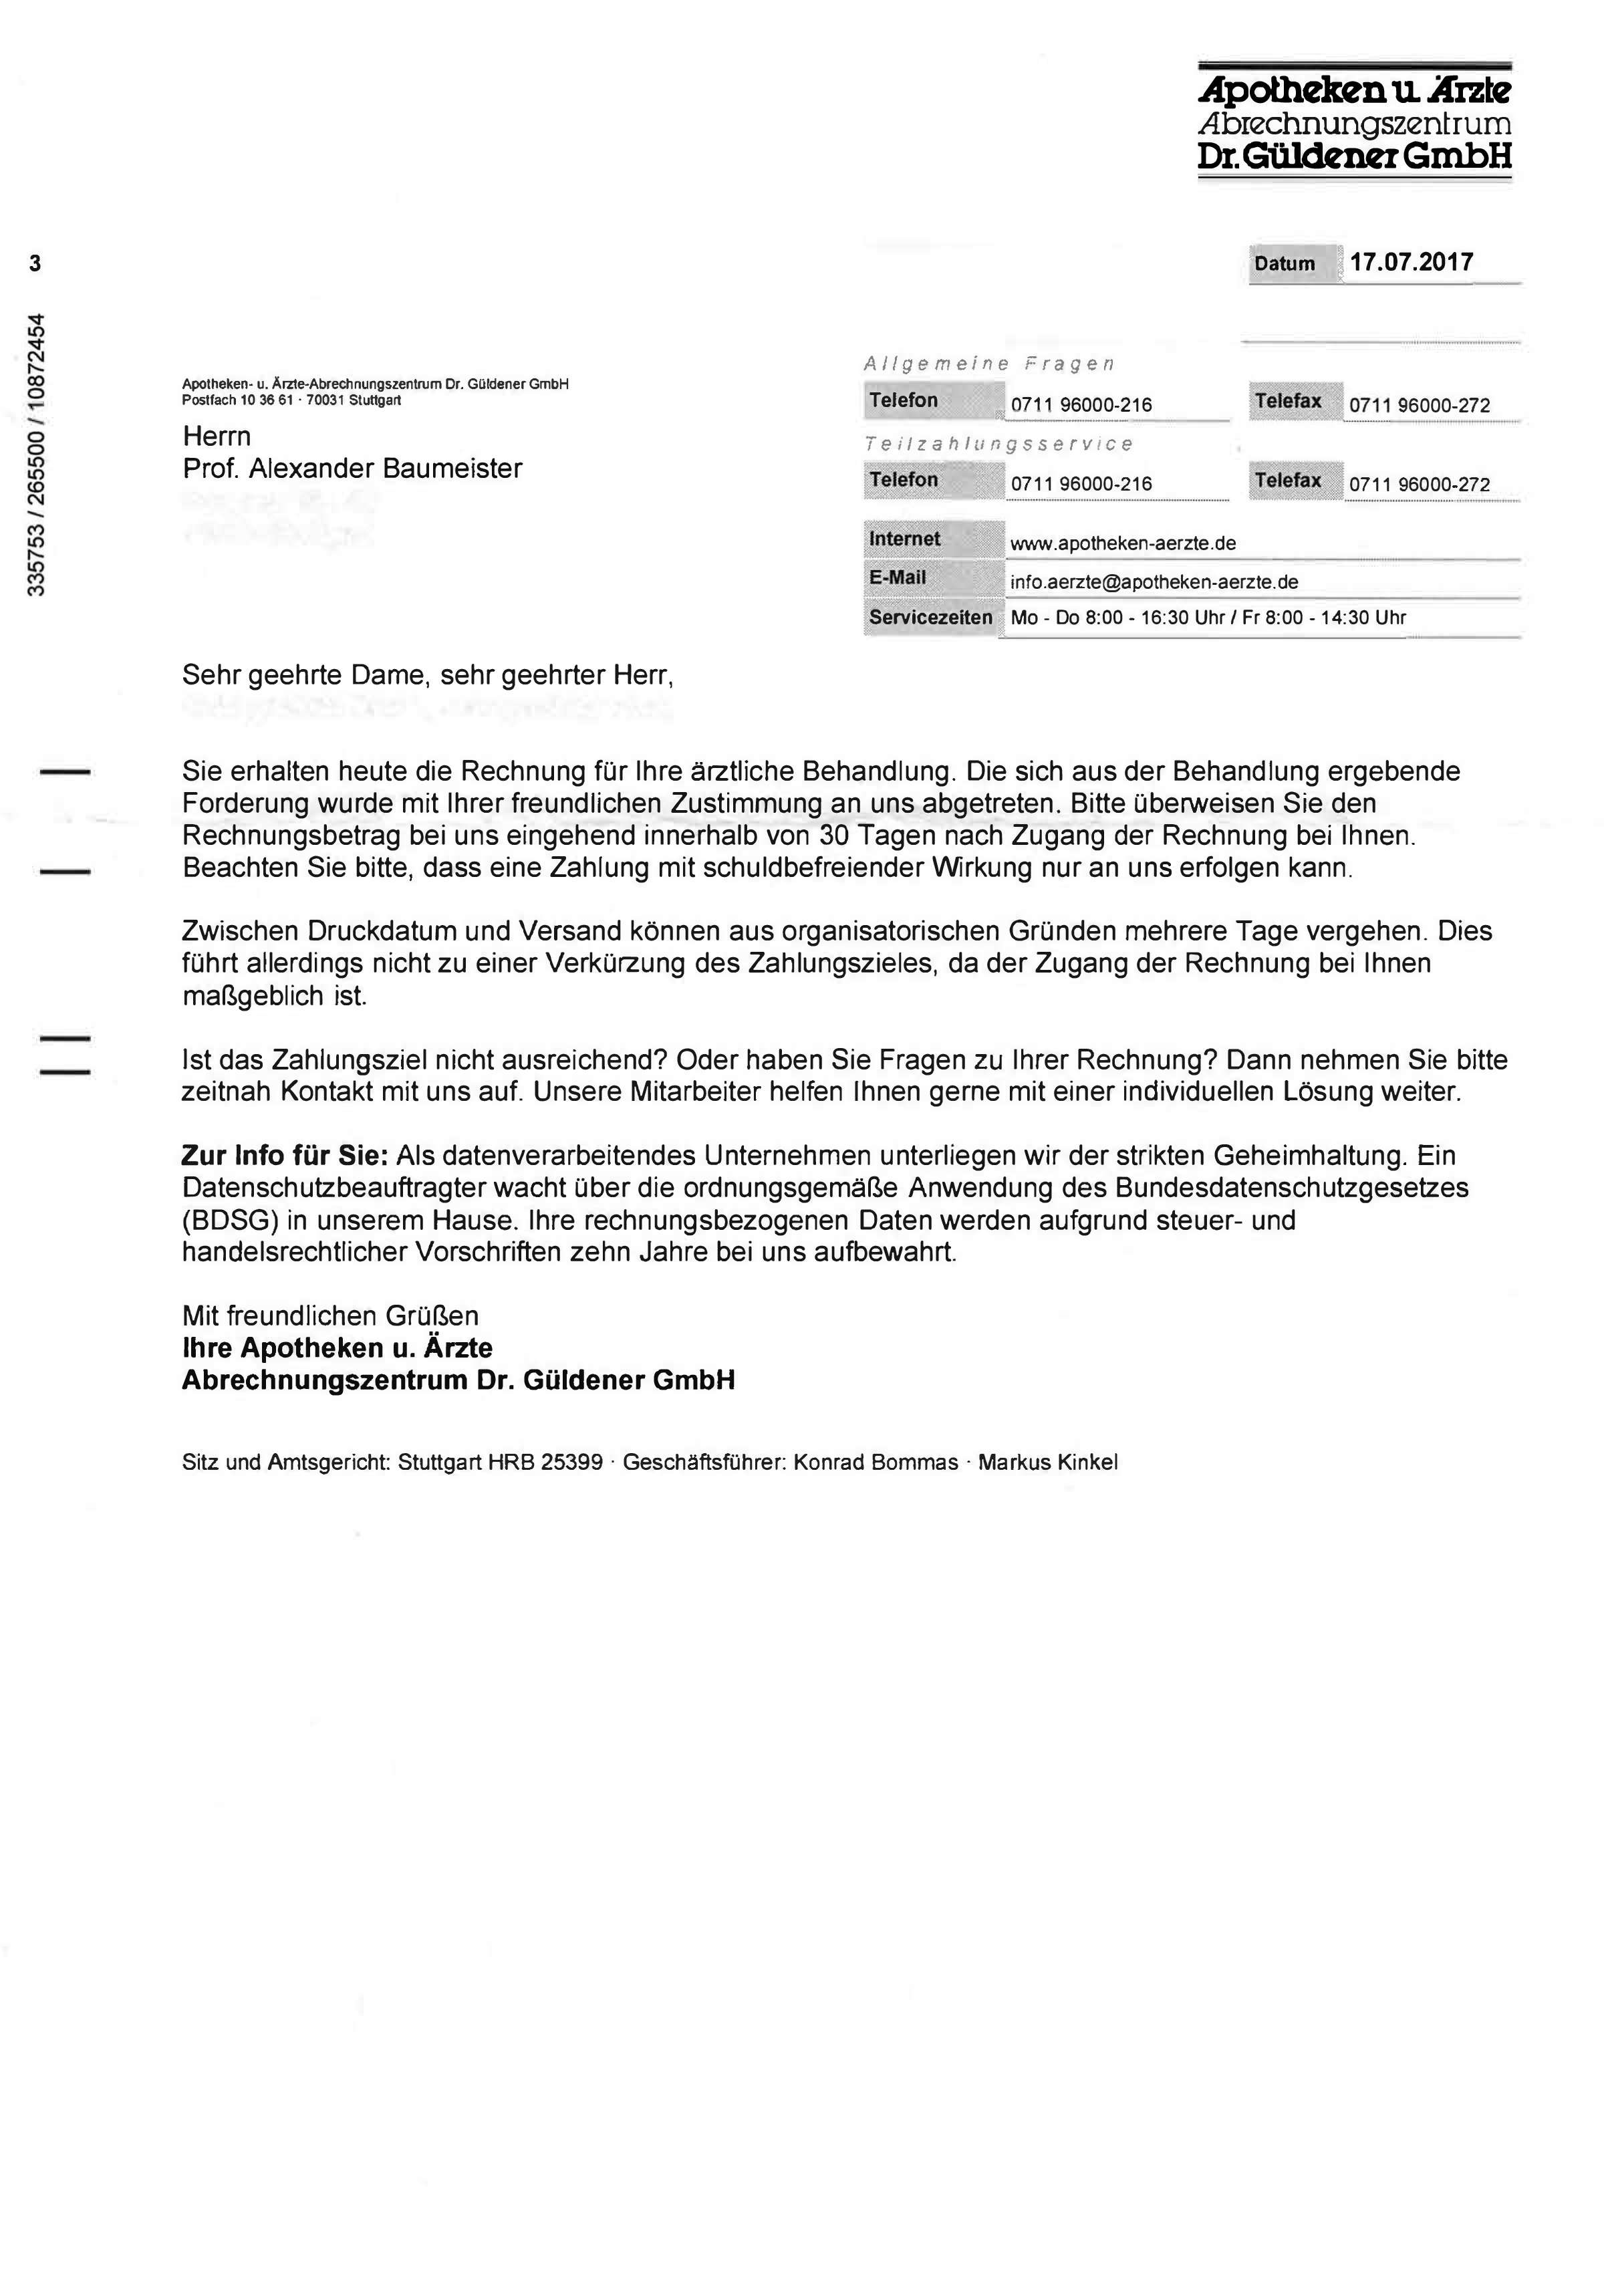 Apotheken u. Ärzte
Abrechnungszentrum
Dr. Güldener GmbH
3
Datum 17.07.2017
335753 / 265500 / 10872454
Allgemeine Fragen
Apotheken- u. Ärzte-Abrechnungszentrum Dr. Güldener GmbH
Postfach 10 36 61 · 70031 Stuttgart
Telefon 0711 96000-216 Telefax 0711 96000-272
Herrn
Prof. Alexander Baumeister
Teilzahlungsservice
Telefon 0711 96000-216 Telefax 0711 96000-272
Internet www.apotheken-aerzte.de
E-Mail info.aerzte@apotheken-aerzte.de
Servicezeiten Mo - Do 8:00 - 16:30 Uhr / Fr 8:00 - 14:30 Uhr
Sehr geehrte Dame, sehr geehrter Herr,
Sie erhalten heute die Rechnung für Ihre ärztliche Behandlung. Die sich aus der Behandlung ergebende
Forderung wurde mit Ihrer freundlichen Zustimmung an uns abgetreten. Bitte überweisen Sie den
Rechnungsbetrag bei uns eingehend innerhalb von 30 Tagen nach Zugang der Rechnung bei Ihnen.
Beachten Sie bitte, dass eine Zahlung mit schuldbefreiender Wirkung nur an uns erfolgen kann.
Zwischen Druckdatum und Versand können aus organisatorischen Gründen mehrere Tage vergehen. Dies
führt allerdings nicht zu einer Verkürzung des Zahlungszieles, da der Zugang der Rechnung bei Ihnen
maßgeblich ist.
Ist das Zahlungsziel nicht ausreichend? Oder haben Sie Fragen zu Ihrer Rechnung? Dann nehmen Sie bitte
zeitnah Kontakt mit uns auf. Unsere Mitarbeiter helfen Ihnen gerne mit einer individuellen Lösung weiter.
Zur Info für Sie: Als datenverarbeitendes Unternehmen unterliegen wir der strikten Geheimhaltung. Ein
Datenschutzbeauftragter wacht über die ordnungsgemäße Anwendung des Bundesdatenschutzgesetzes
(BDSG) in unserem Hause. Ihre rechnungsbezogenen Daten werden aufgrund steuer- und
handelsrechtlicher Vorschriften zehn Jahre bei uns aufbewahrt.
Mit freundlichen Grüßen
Ihre Apotheken u. Ärzte
Abrechnungszentrum Dr. Güldener GmbH
Sitz und Amtsgericht: Stuttgart HRB 25399 · Geschäftsführer: Konrad Bommas · Markus Kinkel